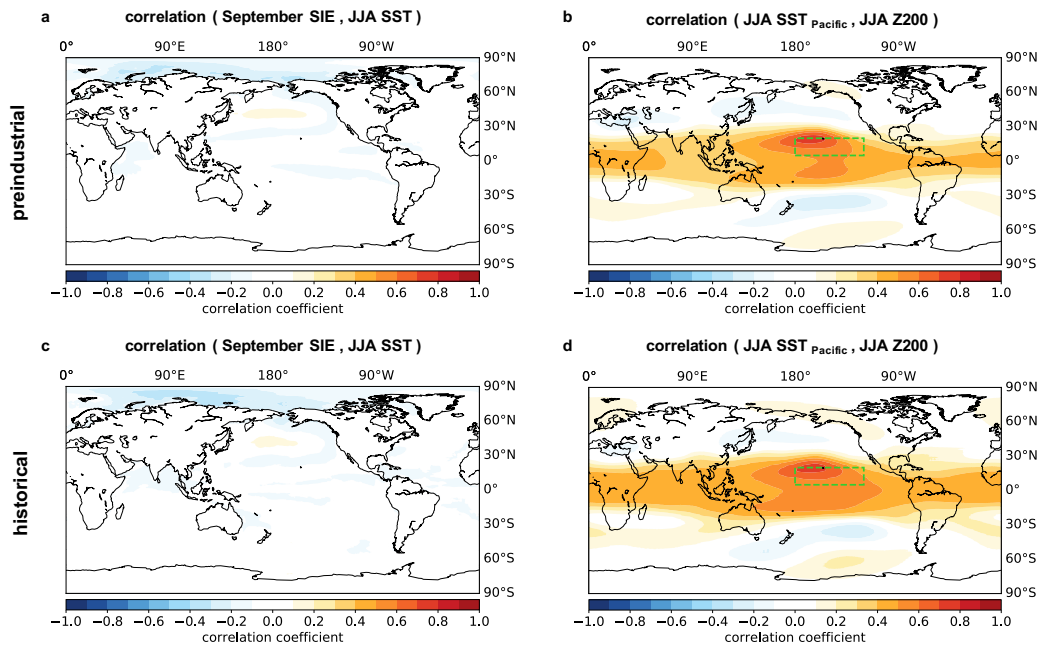 a correlation ( September SIE , JJA SST )
0° 90°E 180° 90°W
90°N
60°N
30°N
0°
30°S
60°S
90°S
preindustrial
−1.0 −0.8 −0.6 −0.4 −0.2 0.0 0.2 0.4 0.6 0.8 1.0
correlation coefficient
b correlation ( JJA SST Pacific , JJA Z200 )
0° 90°E 180° 90°W
90°N
60°N
30°N
0°
30°S
60°S
90°S
−1.0 −0.8 −0.6 −0.4 −0.2 0.0 0.2 0.4 0.6 0.8 1.0
correlation coefficient
c correlation ( September SIE , JJA SST )
0° 90°E 180° 90°W
90°N
60°N
30°N
0°
30°S
60°S
90°S
historical
−1.0 −0.8 −0.6 −0.4 −0.2 0.0 0.2 0.4 0.6 0.8 1.0
correlation coefficient
d correlation ( JJA SST Pacific , JJA Z200 )
0° 90°E 180° 90°W
90°N
60°N
30°N
0°
30°S
60°S
90°S
−1.0 −0.8 −0.6 −0.4 −0.2 0.0 0.2 0.4 0.6 0.8 1.0
correlation coefficient